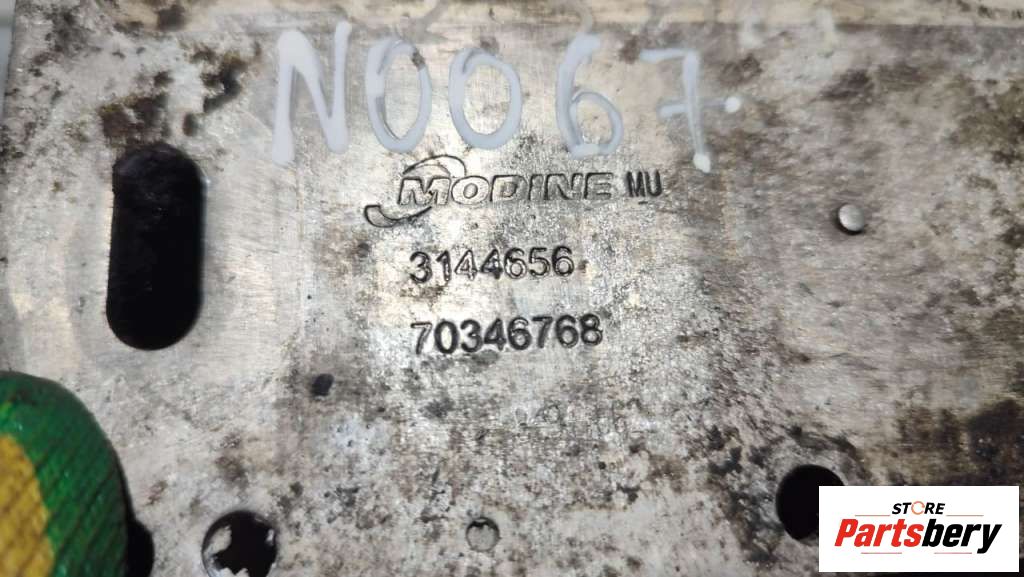 N0067
MODINE MU
3144656
70346768
STORE
Partsbery